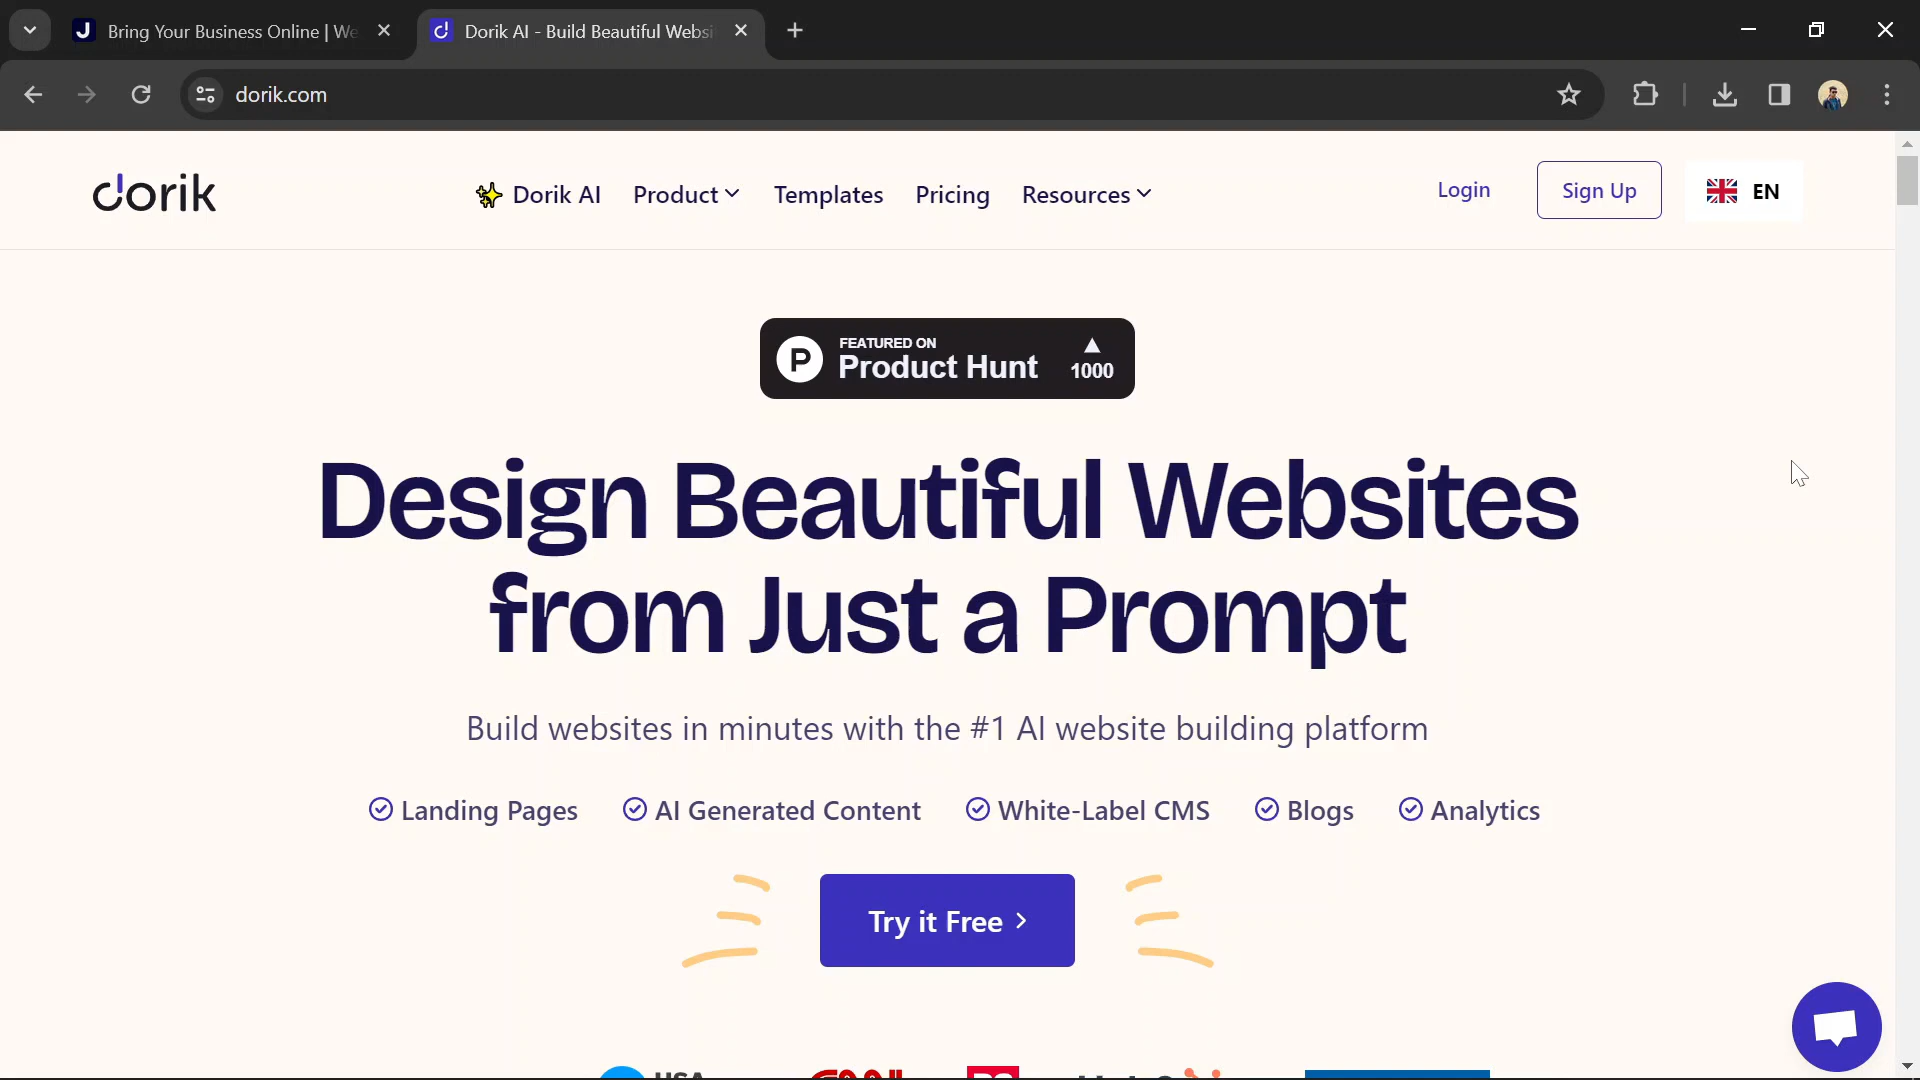 Bring Your Business Online | We
Dorik AI - Build Beautiful Websi
dorik.com
dorik
Dorik AI
Product
Templates
Pricing
Resources
Login
Sign Up
EN
P
FEATURED ON
Product Hunt
1000
Design Beautiful Websites
from Just a Prompt
Build websites in minutes with the #1 AI website building platform
Landing Pages
AI Generated Content
White-Label CMS
Blogs
Analytics
Try it Free
USA
CNN